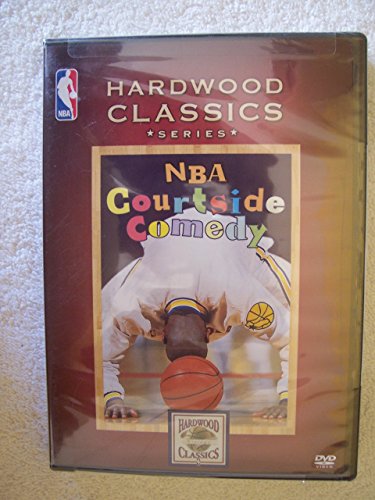 HARDWOOD
CLASSICS
★SERIES★
NBA
NBA
Courtside
Comedy
HARDWOOD
CLASSICS
DVD
VIDEO